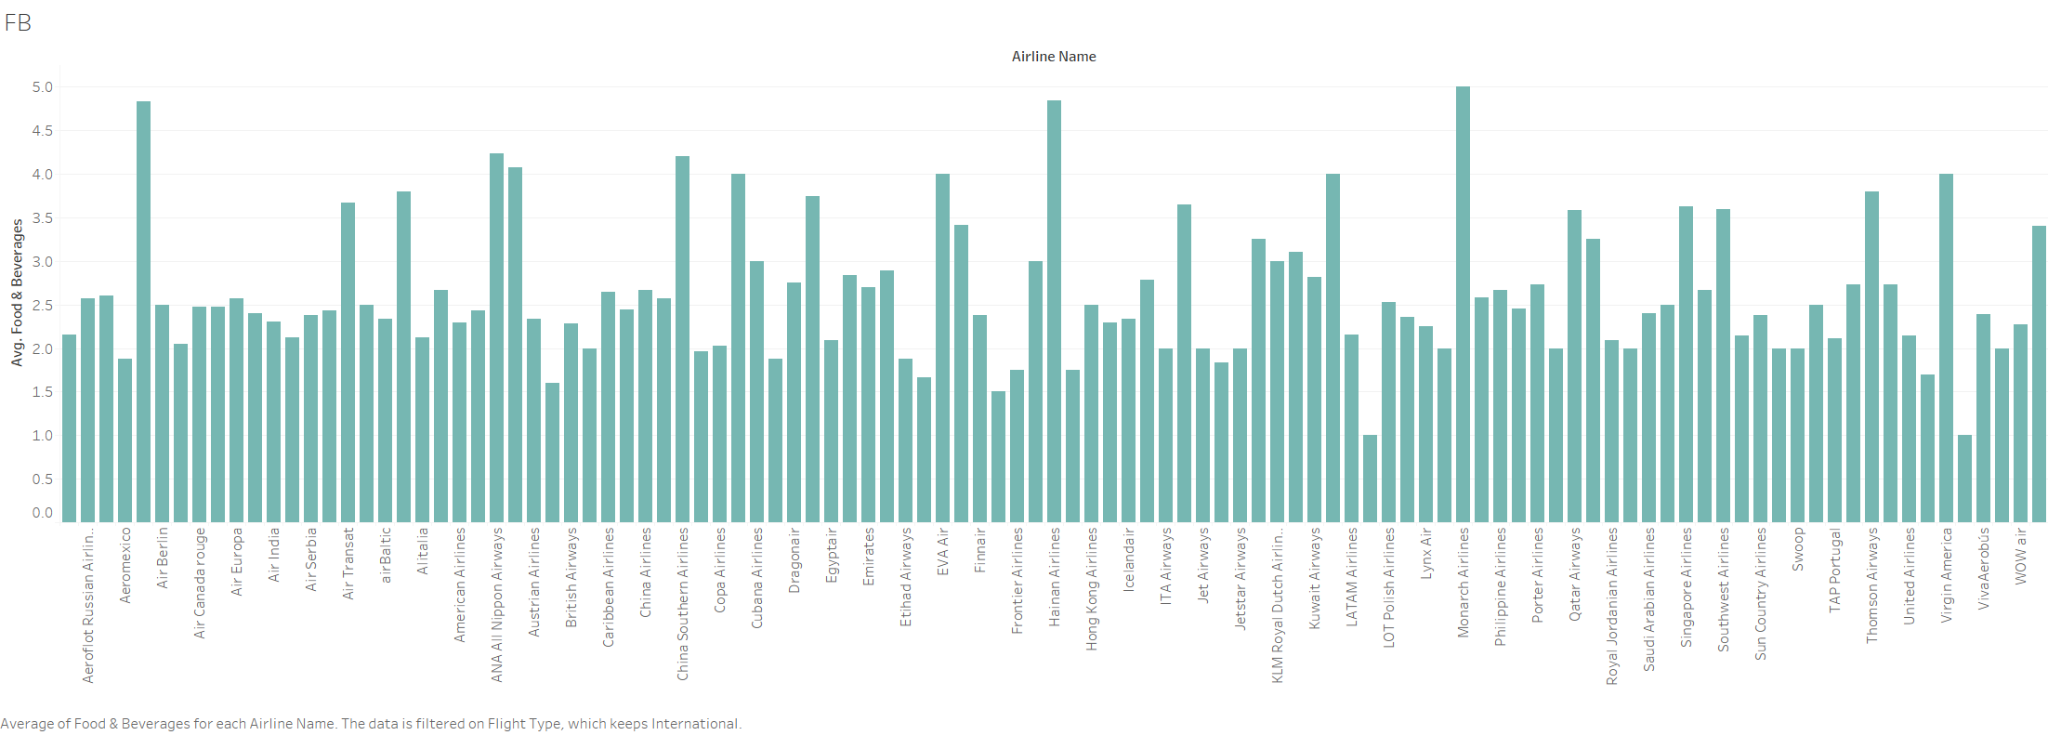 FB
Airline Name
Avg. Food & Beverages
5.0
4.5
4.0
3.5
3.0
2.5
2.0
1.5
1.0
0.5
0.0
Aeroflot Russian Airlin..
Aeromexico
Air Berlin
Air Canada rouge
Air Europa
Air India
Air Serbia
Air Transat
airBaltic
Alitalia
American Airlines
ANA All Nippon Airways
Austrian Airlines
British Airways
Caribbean Airlines
China Airlines
China Southern Airlines
Copa Airlines
Cubana Airlines
Dragonair
Egyptair
Emirates
Etihad Airways
EVA Air
Finnair
Frontier Airlines
Hainan Airlines
Hong Kong Airlines
Icelandair
ITA Airways
Jet Airways
Jetstar Airways
KLM Royal Dutch Airlin..
Kuwait Airways
LATAM Airlines
LOT Polish Airlines
Lynx Air
Monarch Airlines
Philippine Airlines
Porter Airlines
Qatar Airways
Royal Jordanian Airlines
Saudi Arabian Airlines
Singapore Airlines
Southwest Airlines
Sun Country Airlines
Swoop
TAP Portugal
Thomson Airways
United Airlines
Virgin America
VivaAerobús
WOW air
Average of Food & Beverages for each Airline Name. The data is filtered on Flight Type, which keeps International.